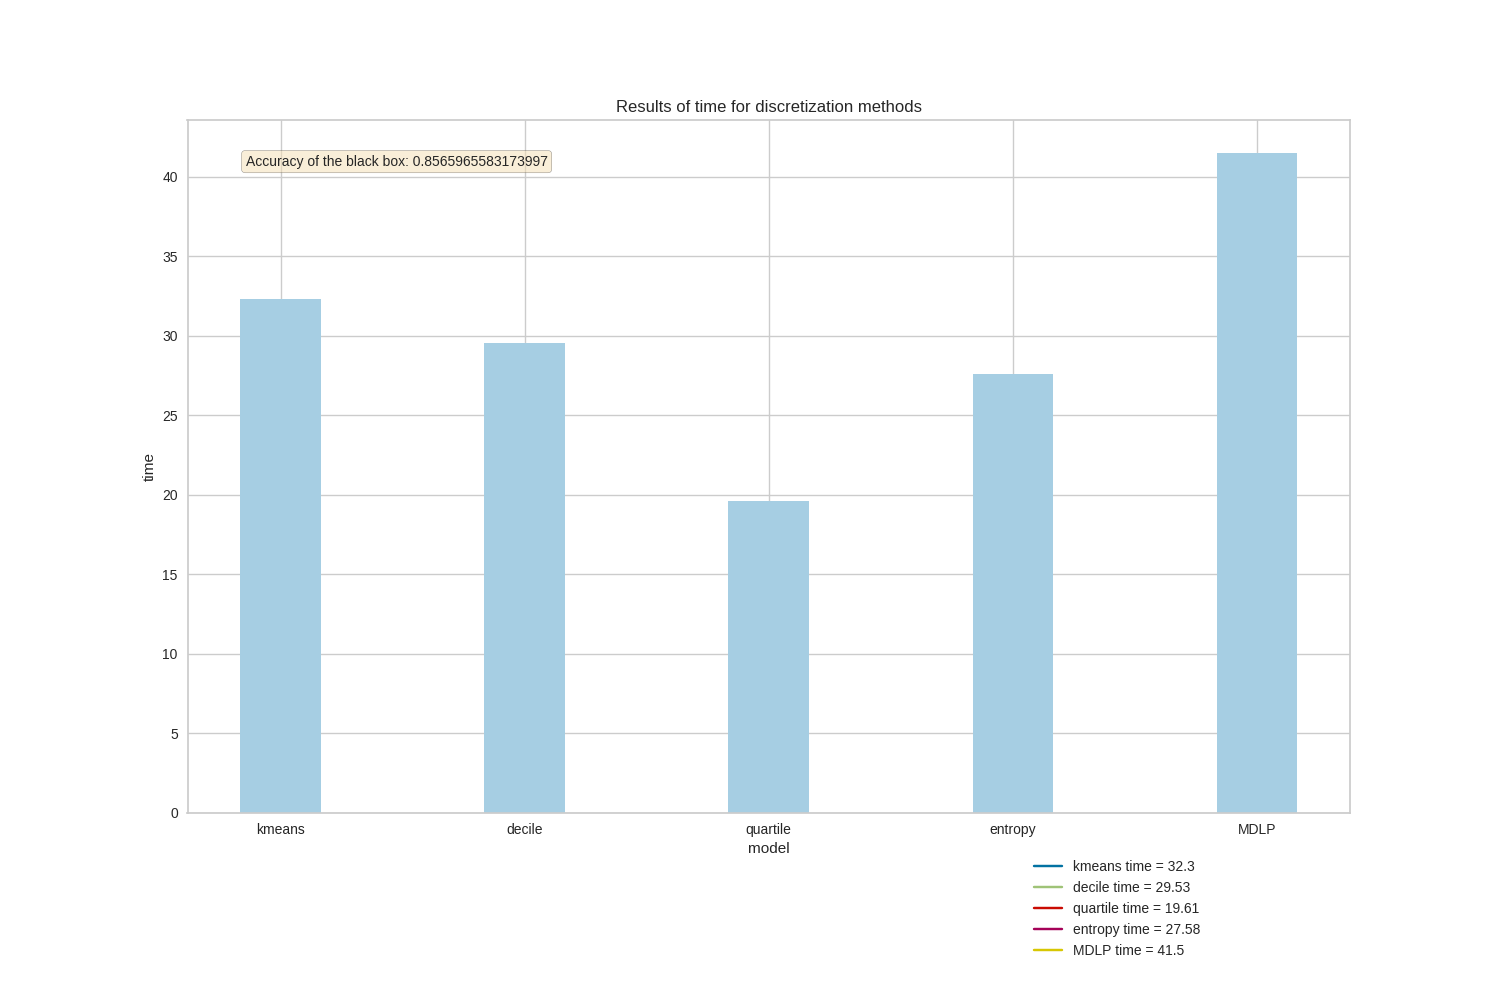 Results of time for discretization methods
Accuracy of the black box: 0.8565965583173997
40
35
30
25
20
15
10
5
0
time
kmeans decile quartile entropy MDLP
model
kmeans time = 32.3
decile time = 29.53
quartile time = 19.61
entropy time = 27.58
MDLP time = 41.5